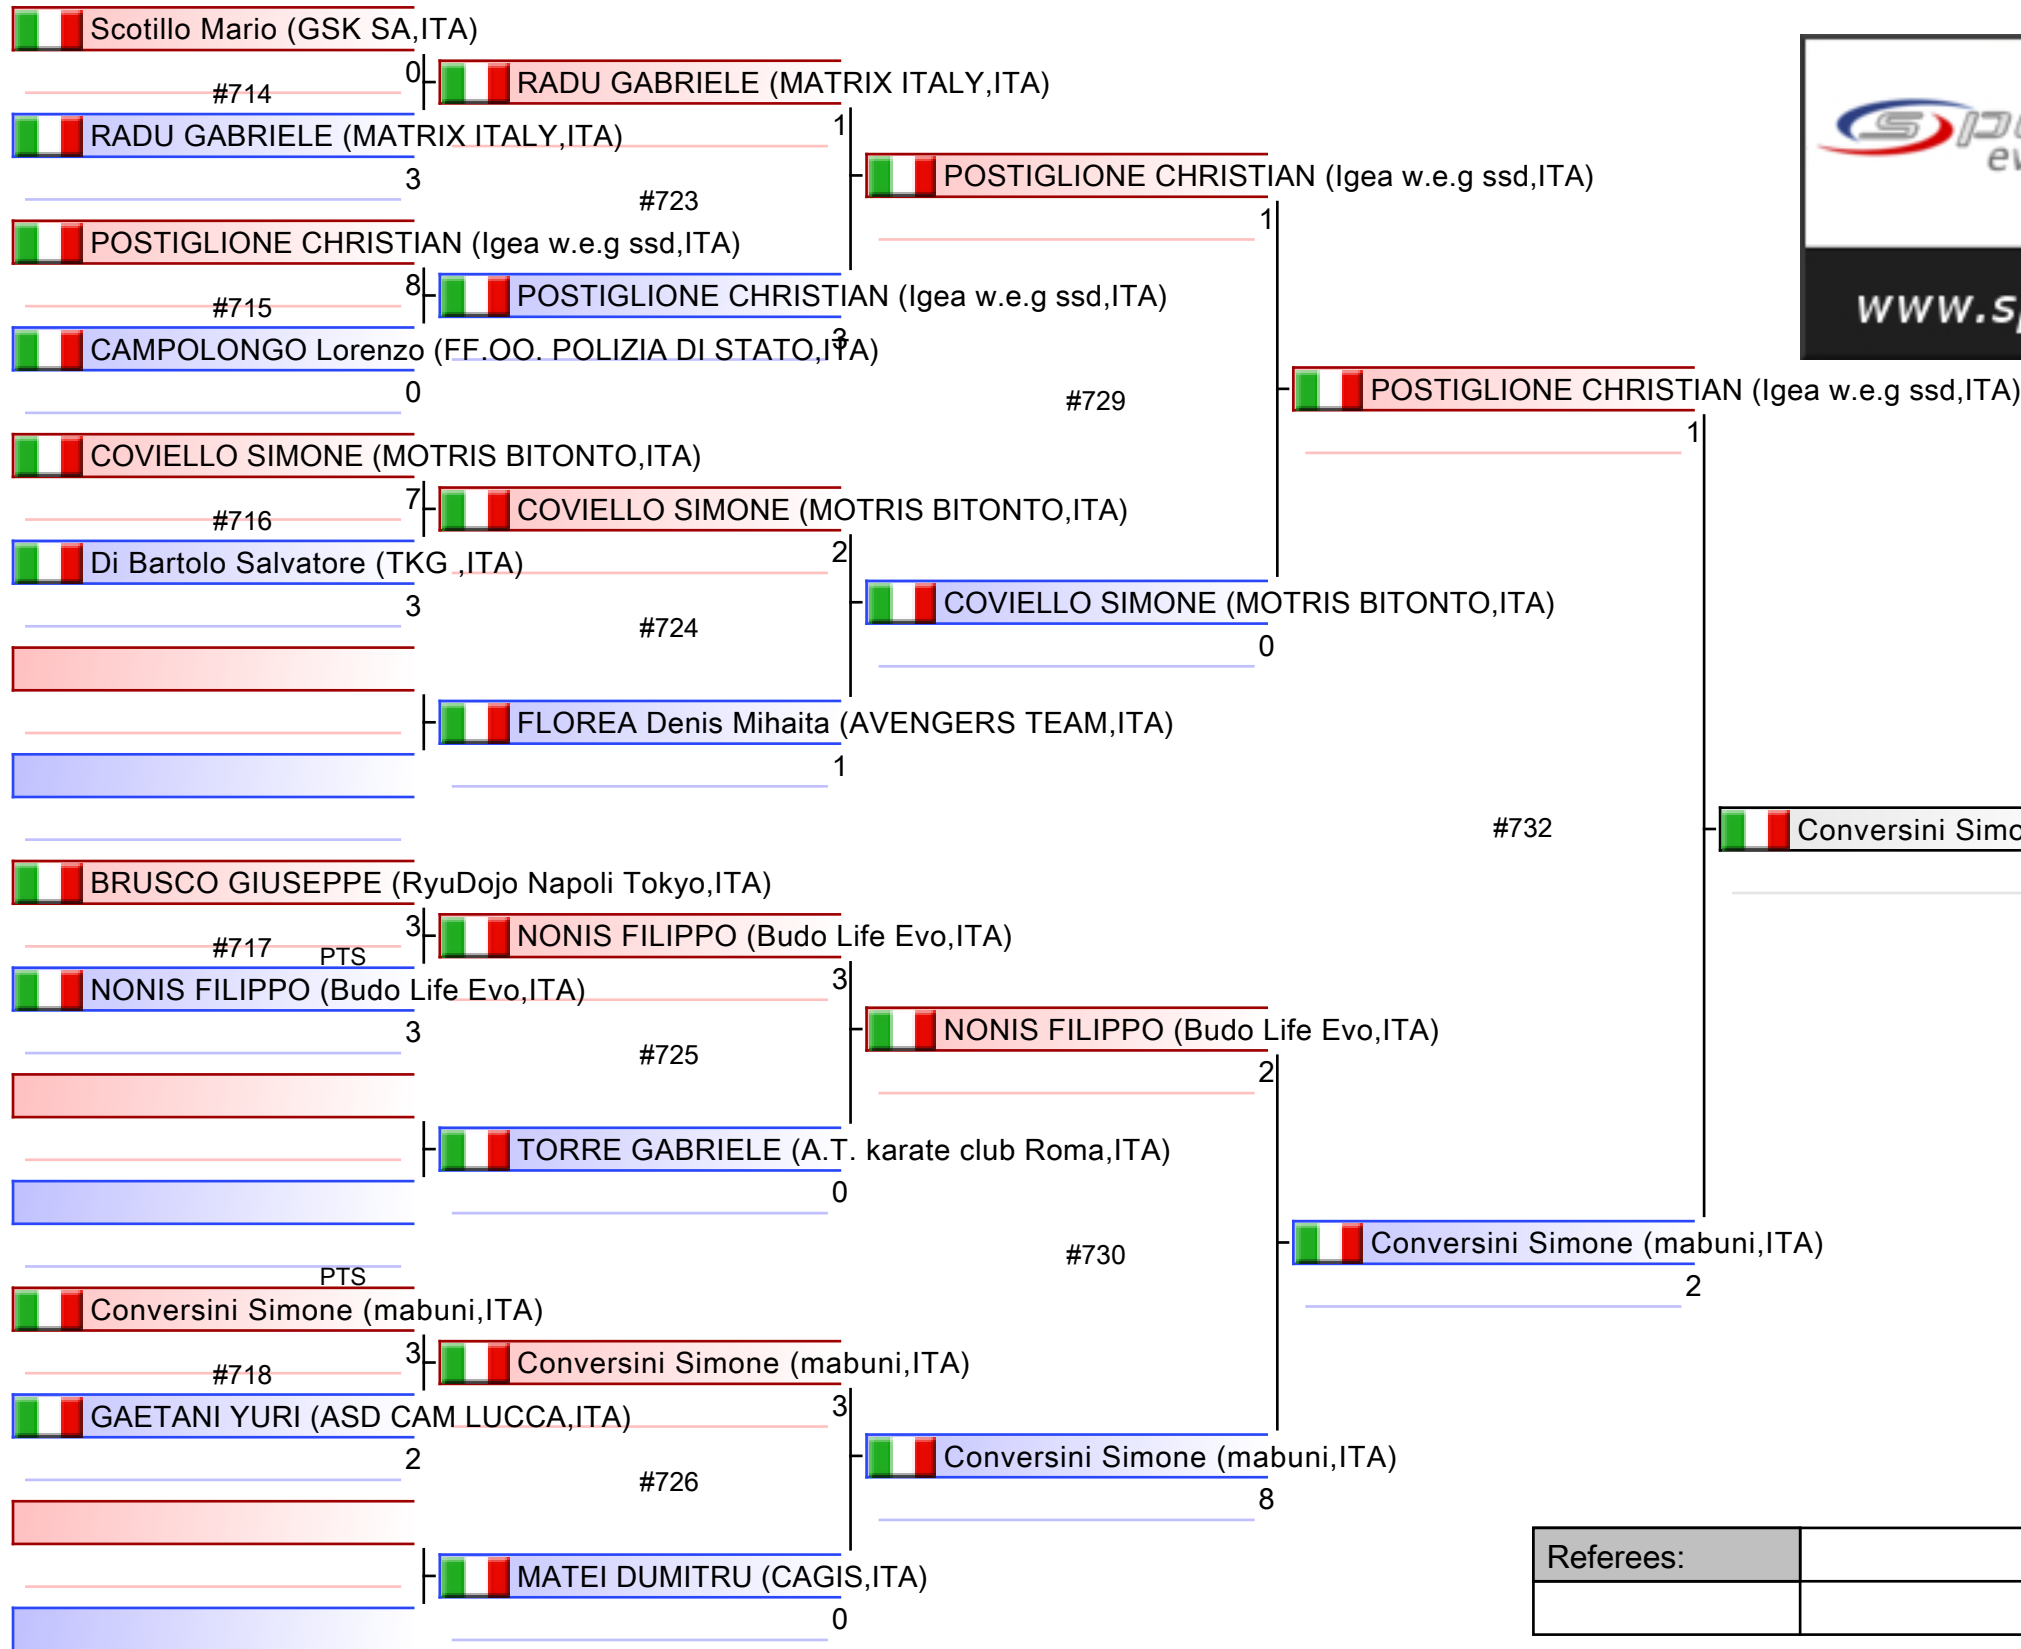 Scotillo Mario (GSK SA,ITA)
0
#714
RADU GABRIELE (MATRIX ITALY,ITA)
3
POSTIGLIONE CHRISTIAN (Igea w.e.g ssd,ITA)
8
#715
CAMPOLONGO Lorenzo (FF.OO. POLIZIA DI STATO,ITA)
0
COVIELLO SIMONE (MOTRIS BITONTO,ITA)
7
#716
Di Bartolo Salvatore (TKG ,ITA)
3
BRUSCO GIUSEPPE (RyuDojo Napoli Tokyo,ITA)
3
#717 PTS
NONIS FILIPPO (Budo Life Evo,ITA)
3
PTS
Conversini Simone (mabuni,ITA)
3
#718
GAETANI YURI (ASD CAM LUCCA,ITA)
2
RADU GABRIELE (MATRIX ITALY,ITA)
1
#723
POSTIGLIONE CHRISTIAN (Igea w.e.g ssd,ITA)
3
COVIELLO SIMONE (MOTRIS BITONTO,ITA)
2
#724
FLOREA Denis Mihaita (AVENGERS TEAM,ITA)
1
NONIS FILIPPO (Budo Life Evo,ITA)
3
#725
TORRE GABRIELE (A.T. karate club Roma,ITA)
0
Conversini Simone (mabuni,ITA)
3
#726
MATEI DUMITRU (CAGIS,ITA)
0
POSTIGLIONE CHRISTIAN (Igea w.e.g ssd,ITA)
1
#729
COVIELLO SIMONE (MOTRIS BITONTO,ITA)
0
NONIS FILIPPO (Budo Life Evo,ITA)
2
#730
Conversini Simone (mabuni,ITA)
8
POSTIGLIONE CHRISTIAN (Igea w.e.g ssd,ITA)
1
#732
Conversini Simone (mabuni,ITA)
2
Conversini Simo
www.s
Referees: